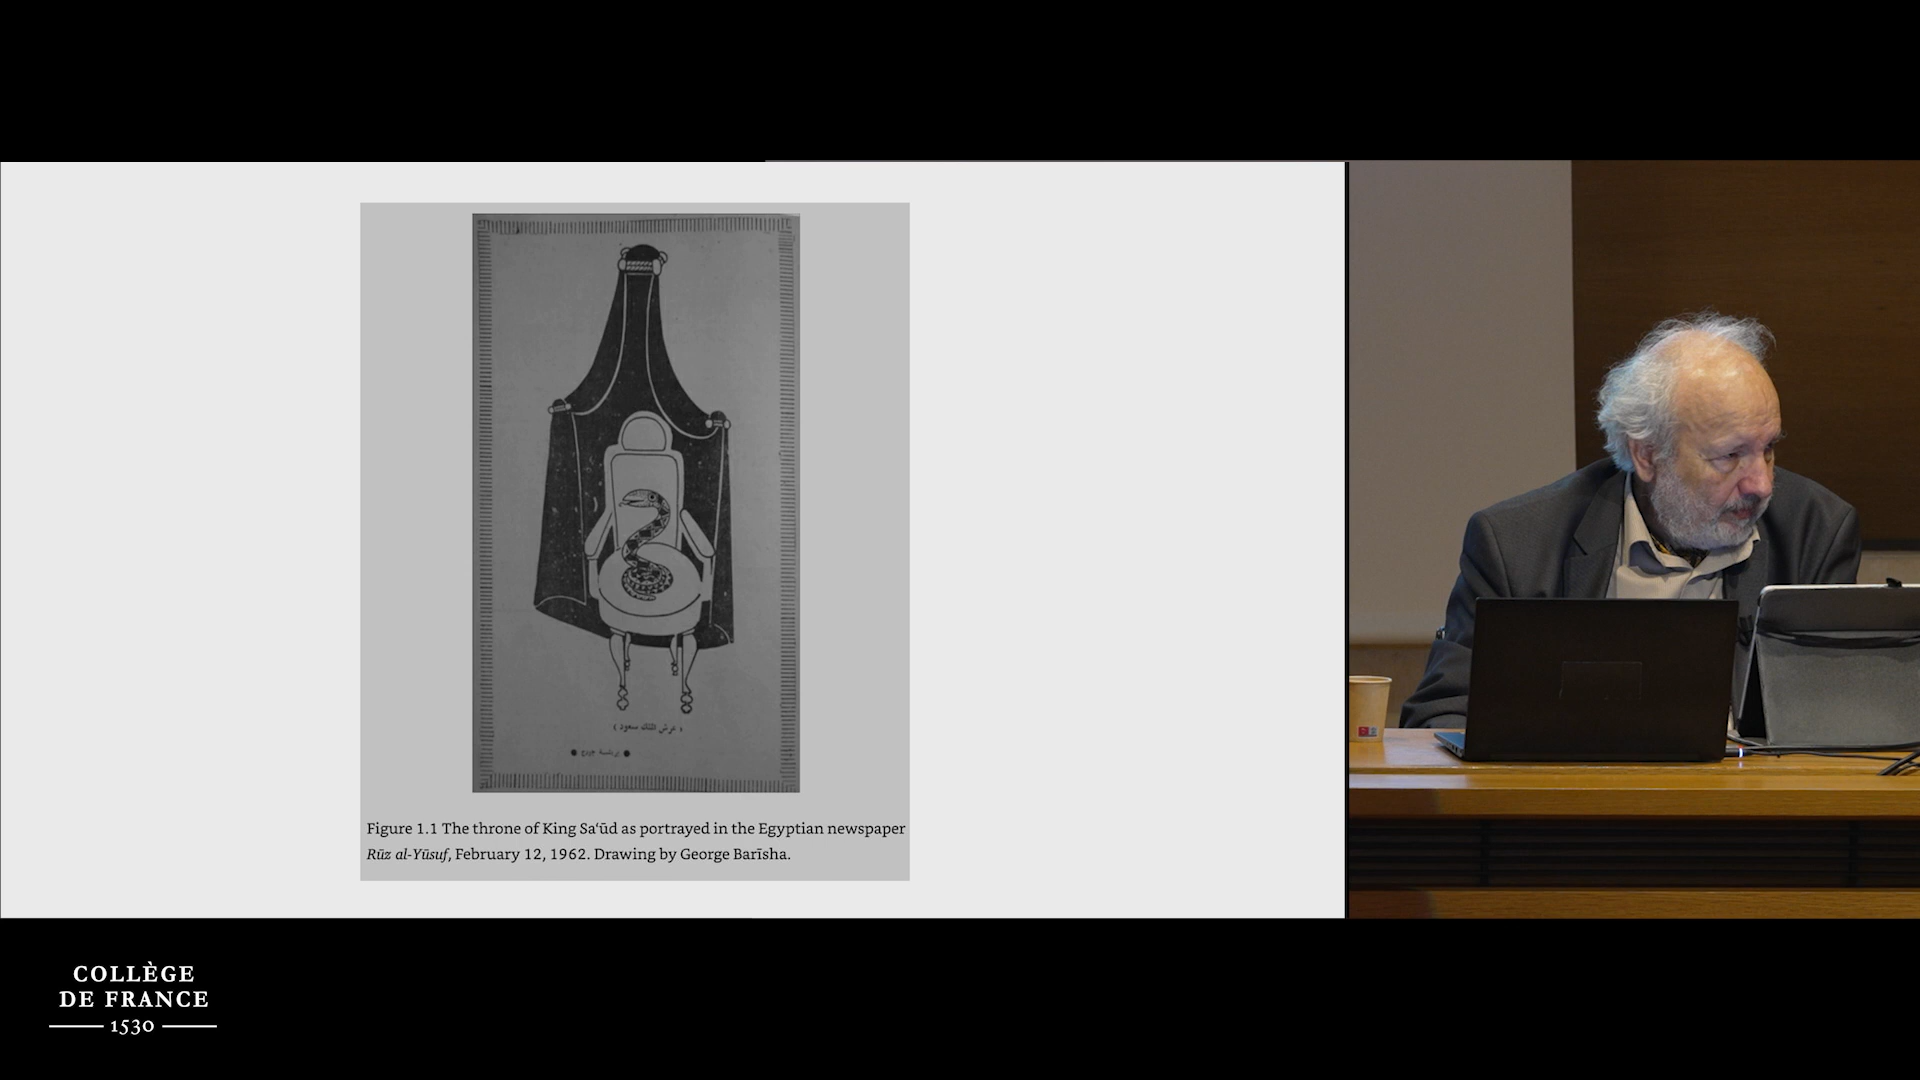 ( عرش الملك سعود )
Figure 1.1 The throne of King Saʻūd as portrayed in the Egyptian newspaper
Rūz al-Yūsuf, February 12, 1962. Drawing by George Barīsha.
COLLÈGE
DE FRANCE
1530